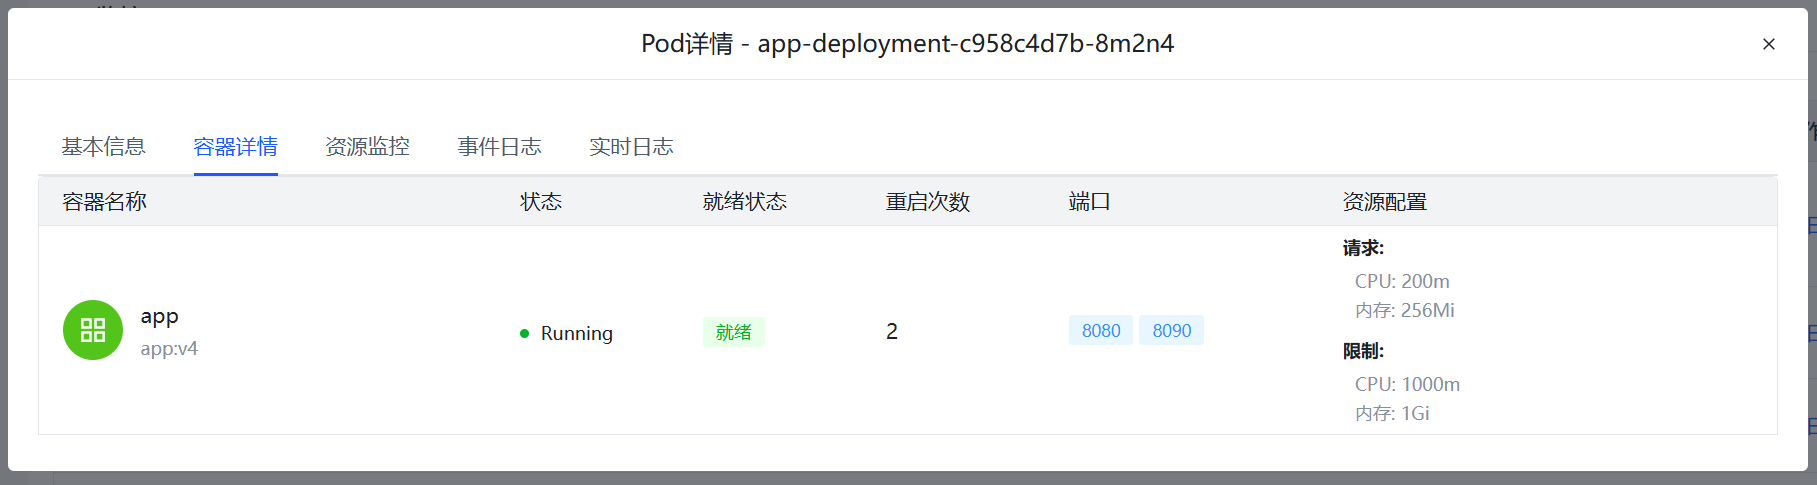 Pod详情 - app-deployment-c958c4d7b-8m2n4
基本信息 容器详情 资源监控 事件日志 实时日志
容器名称 状态 就绪状态 重启次数 端口 资源配置
app
app:v4
Running
就绪
2
8080 8090
请求:
CPU: 200m
内存: 256Mi
限制:
CPU: 1000m
内存: 1Gi